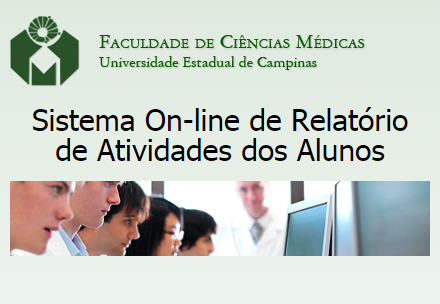 Faculdade de Ciências Médicas
Universidade Estadual de Campinas
Sistema On-line de Relatório
de Atividades dos Alunos